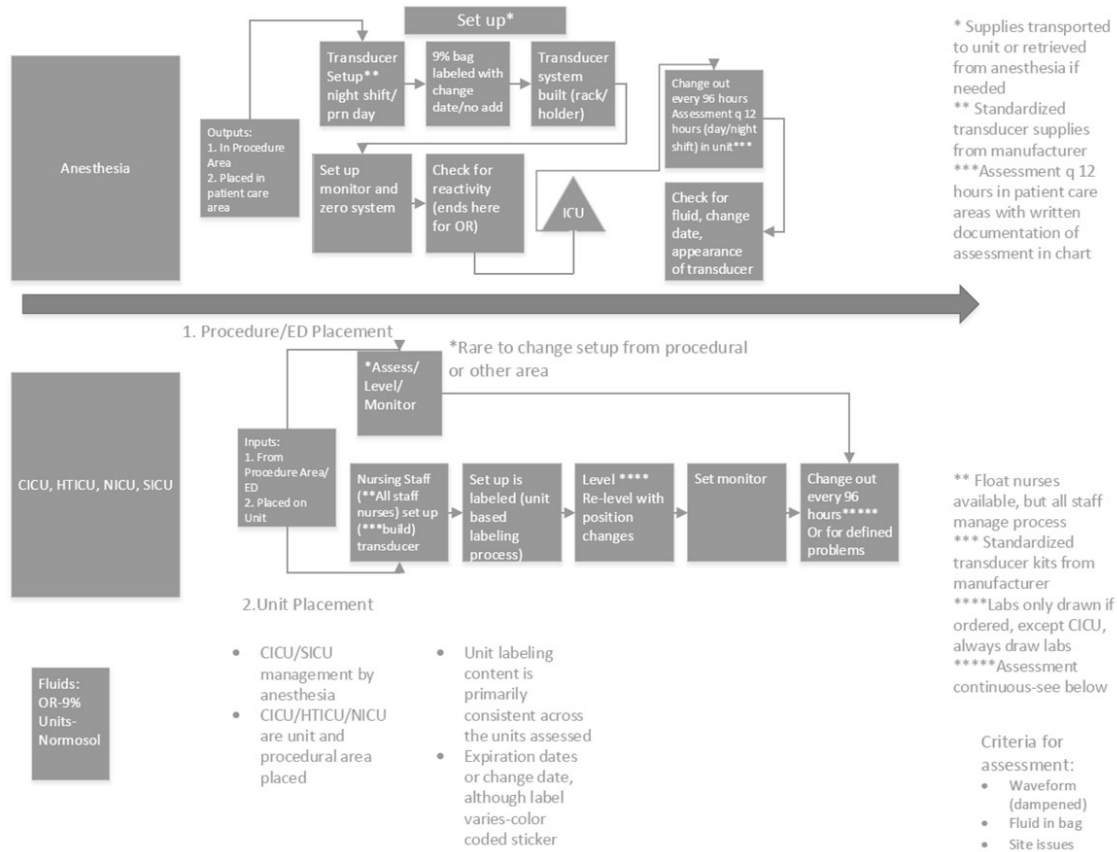 Set up*
Transducer
Setup**
night shift/
prn day
9% bag
labeled with
change
date/no add
Transducer
system
built (rack/
holder)
Change out
every 96 hours
Assessment q 12
hours (day/night
shift) in unit***
* Supplies transported
to unit or retrieved
from anesthesia if
needed
** Standardized
transducer supplies
from manufacturer
***Assessment q 12
hours in patient care
areas with written
documentation of
assessment in chart
Anesthesia
Outputs:
1. In Procedure
Area
2. Placed in
patient care
area
Set up
monitor and
zero system
Check for
reactivity
(ends here
for OR)
ICU
Check for
fluid, change
date,
appearance
of transducer
1. Procedure/ED Placement
*Assess/
Level/
Monitor
*Rare to change setup from procedural
or other area
CICU, HTICU, NICU, SICU
Inputs:
1. From
Procedure Area/
ED
2. Placed on
Unit
Nursing Staff
(**All staff
nurses) set up
(***build)
transducer
Set up is
labeled (unit
based
labeling
process)
Level ****
Re-level with
position
changes
Set monitor
Change out
every 96
hours*****
Or for defined
problems
** Float nurses
available, but all staff
manage process
*** Standardized
transducer kits from
manufacturer
****Labs only drawn if
ordered, except CICU,
always draw labs
*****Assessment
continuous-see below
2.Unit Placement
Fluids:
OR-9%
Units-
Normosol
• CICU/SICU
management by
anesthesia
• CICU/HTICU/NICU
are unit and
procedural area
placed
• Unit labeling
content is
primarily
consistent across
the units assessed
• Expiration dates
or change date,
although label
varies-color
coded sticker
Criteria for
assessment:
• Waveform
(dampened)
• Fluid in bag
• Site issues